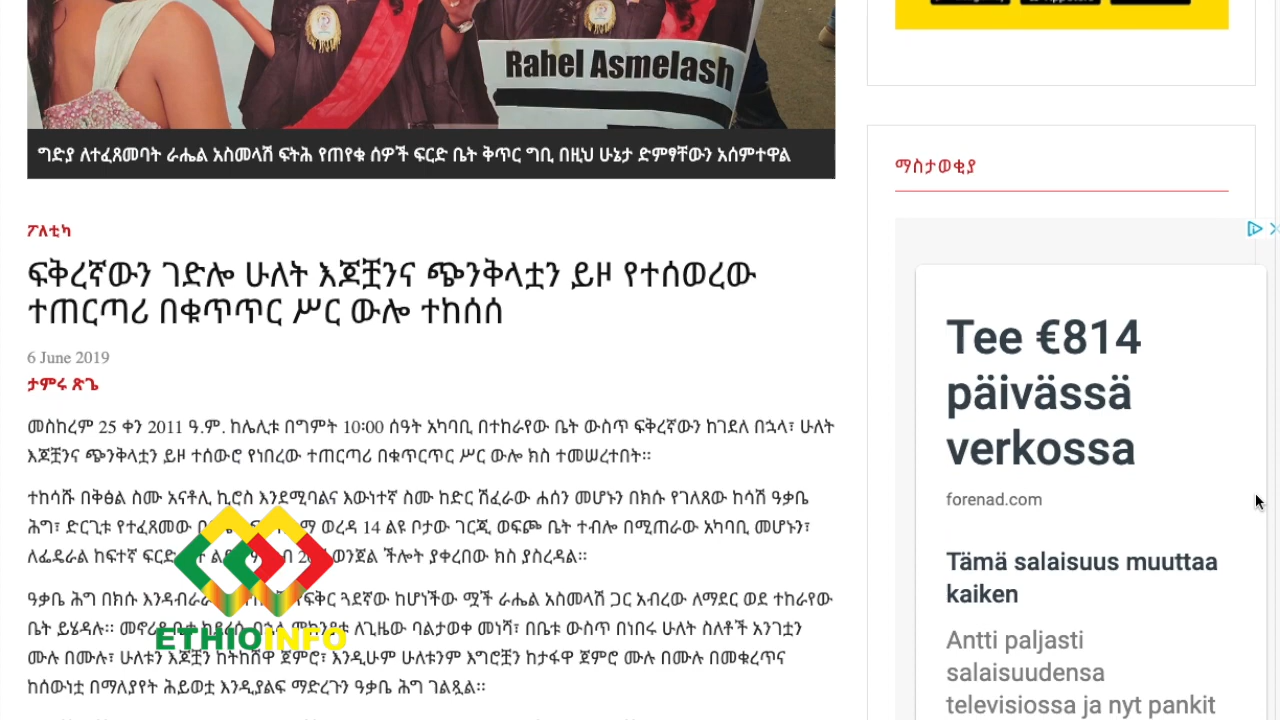 Rahel Asmelash
ግድያ ለተፈጸመባት ራሔል አስመላሽ ፍትሕ የጠየቁ ሰዎች ፍርድ ቤት ቅጥር ግቢ በዚህ ሁኔታ ድምፃቸውን አሰምተዋል
ፖለቲካ
ፍቅረኛውን ገድሎ ሁለት እጆቿንና ጭንቅላቷን ይዞ የተሰወረው
ተጠርጣሪ በቁጥጥር ሥር ውሎ ተከሰሰ
6 June 2019
ታምሩ ጽጌ
መስከረም 25 ቀን 2011 ዓ.ም. ከሌሊቱ በግምት 10፡00 ሰዓት አካባቢ በተከራየው ቤት ውስጥ ፍቅረኛውን ከገደለ በኋላ፣ ሁለት
እጆቿንና ጭንቅላቷን ይዞ ተሰውሮ የነበረው ተጠርጣሪ በቁጥርጥር ሥር ውሎ ክስ ተመሠረተበት፡፡
ተከሳሹ በቅፅል ስሙ አናቶሊ ኪሮስ እንደሚባልና እውነተኛ ስሙ ከድር ሽፈራው ሐሰን መሆኑን በክሱ የገለጸው ከሳሽ ዓቃቤ
ሕግ፣ ድርጊቱ የተፈጸመው ወረዳ 14 ልዩ ቦታው ገርጂ ወፍጮ ቤት ተብሎ በሚጠራው አካባቢ መሆኑን፣
ለፌዴራል ከፍተኛ ፍርድ ወንጀል ችሎት ያቀረበው ክስ ያስረዳል፡፡
ዓቃቤ ሕግ በክሱ ጓደኛው ከሆነችው ሟች ራሔል አስመላሽ ጋር አብረው ለማደር ወደ ተከራየው
ቤት ይሄዳሉ፡፡ ለጊዜው ባልታወቀ መነሻ፣ በቤቱ ውስጥ በነበሩ ሁለት ስለቶች አንገቷን
ሙሉ በሙሉ፣ ሁለቱን እጆቿን ከትከሻዋ ጀምሮ፣ እንዲሁም ሁለቱንም እግሮቿን ከታፋዋ ጀምሮ ሙሉ በሙሉ በመቁረጥና
ከሰውነቷ በማለያየት ሕይወቷ እንዲያልፍ ማድረጉን ዓቃቤ ሕግ ገልጿል፡፡
ETHIOINFO
ማስታወቂያ
Tee €814
päivässä
verkossa
forenad.com
Tämä salaisuus muuttaa
kaiken
Antti paljasti
salaisuudensa
televisiossa ja nyt pankit